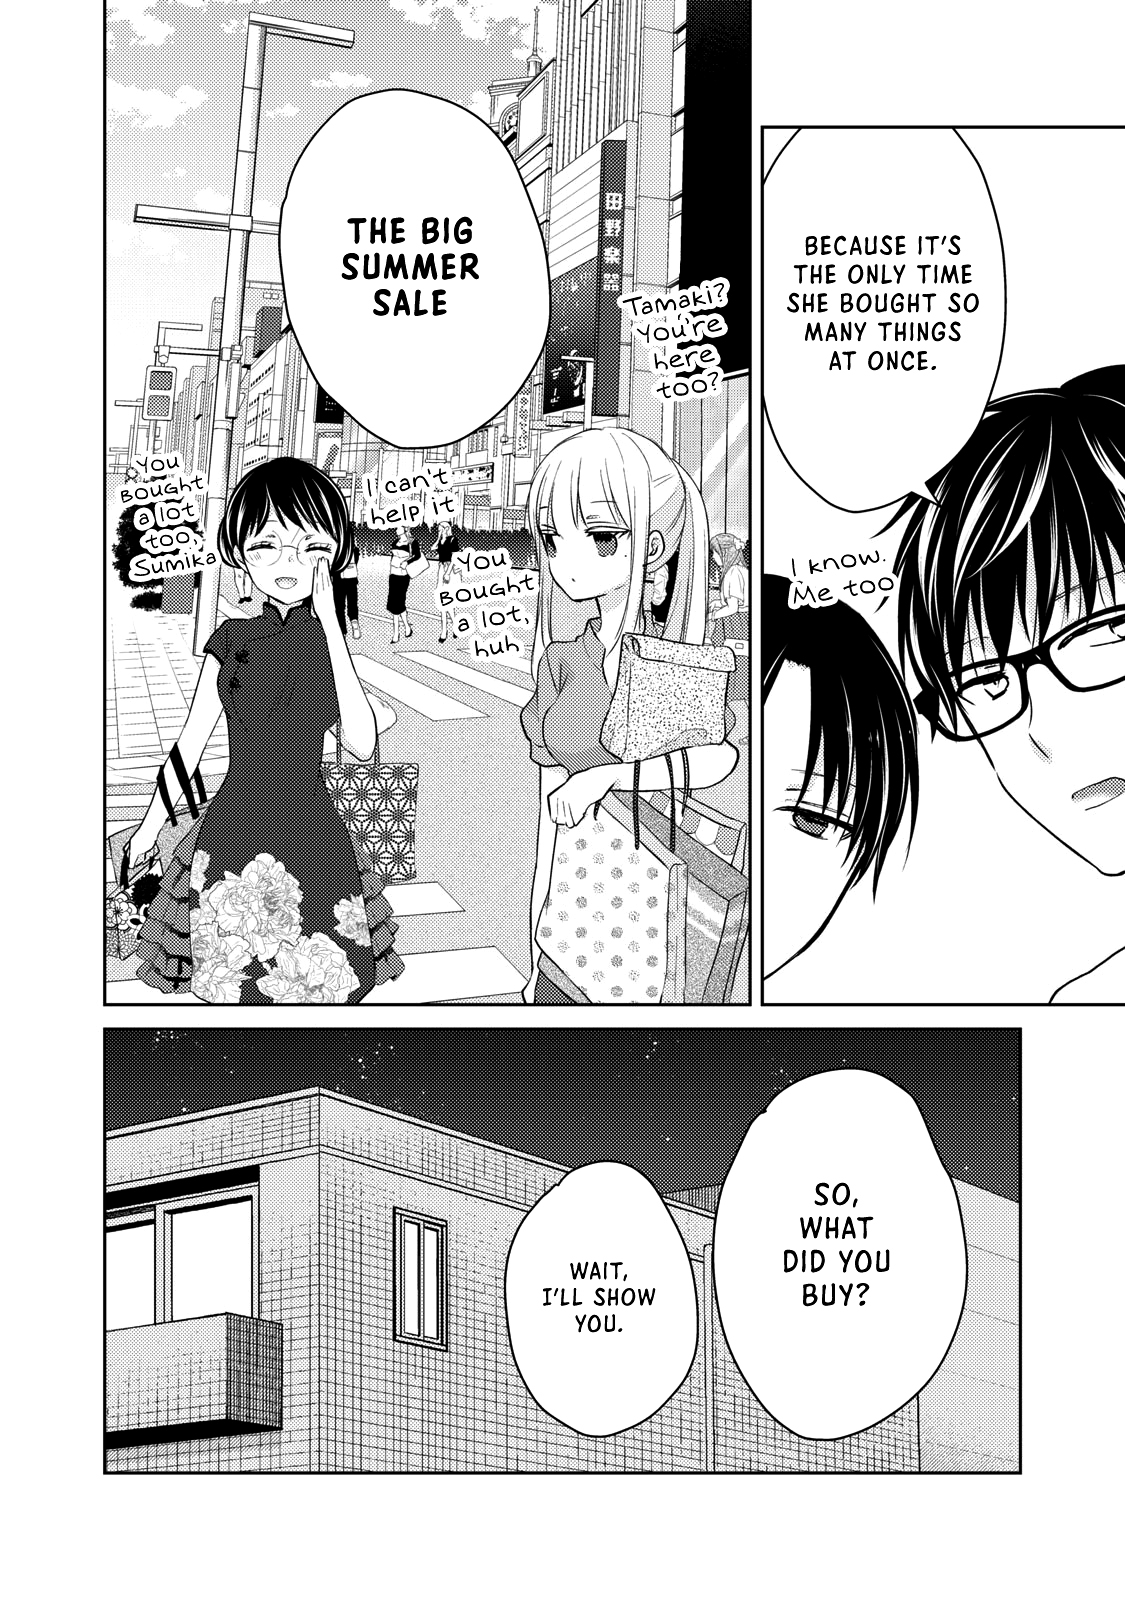 BECAUSE IT'S
THE ONLY TIME
SHE BOUGHT SO
MANY THINGS
AT ONCE.
I know.
Me too
THE BIG
SUMMER
SALE
Tamaki?
You're
here
too?
You
bought
a lot,
huh
I can't
help it
You
bought
a lot
too,
Sumika
田野楽器
SO,
WHAT
DID YOU
BUY?
WAIT,
I'LL SHOW
YOU.